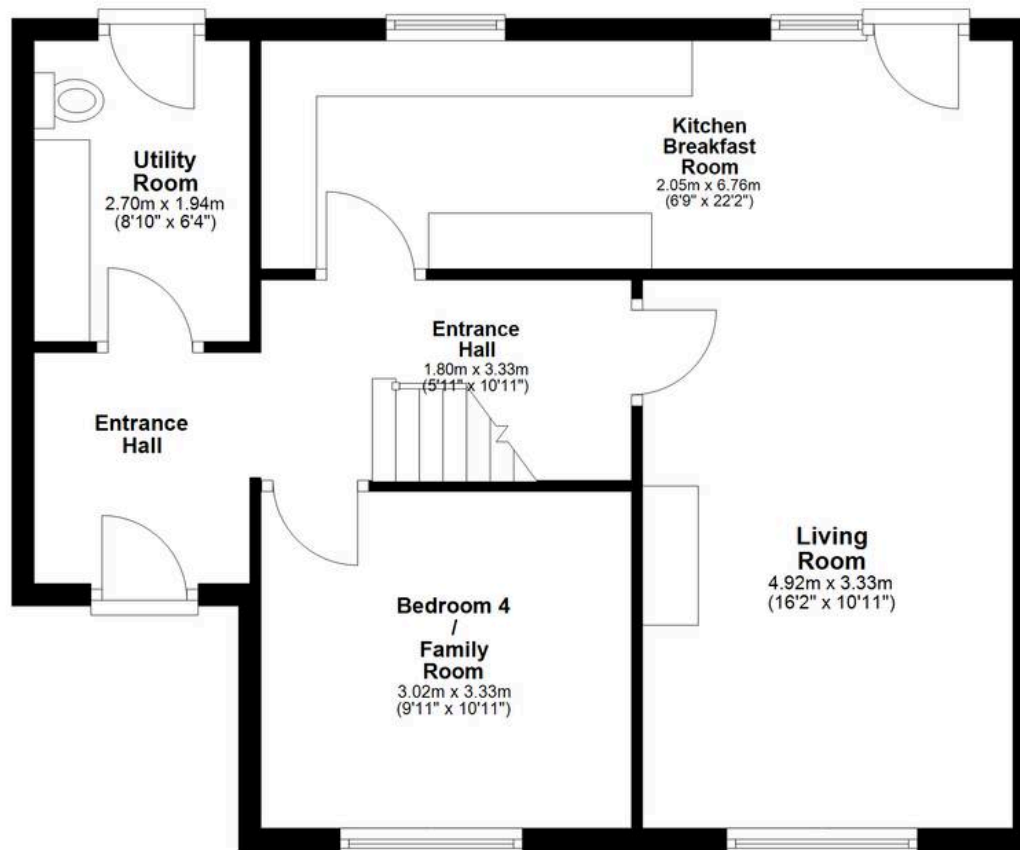 Utility
Room
2.70m x 1.94m
(8'10" x 6'4")
Kitchen
Breakfast
Room
2.05m x 6.76m
(6'9" x 22'2")
Entrance
Hall
1.80m x 3.33m
(5'11" x 10'11")
Entrance
Hall
Living
Room
4.92m x 3.33m
(16'2" x 10'11")
Bedroom 4
/
Family
Room
3.02m x 3.33m
(9'11" x 10'11")